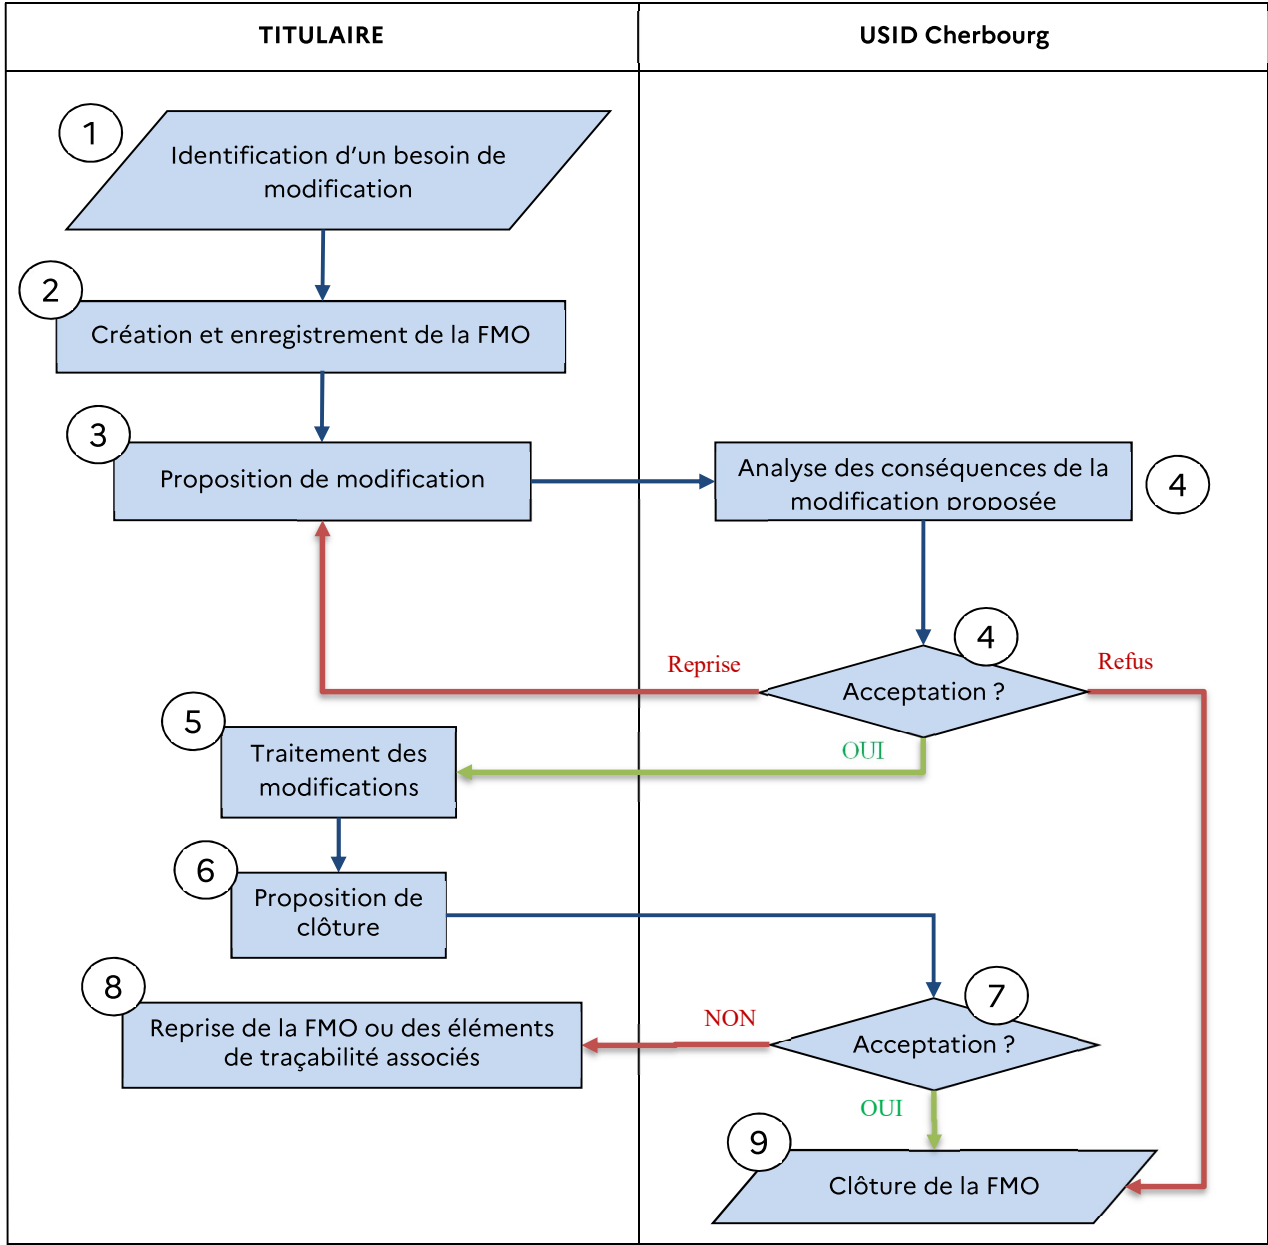 TITULAIRE
USID Cherbourg
1
Identification d’un besoin de
modification
2
Création et enregistrement de la FMO
3
Proposition de modification
Analyse des conséquences de la
modification proposée
4
4
Acceptation ?
Reprise
Refus
OUI
5
Traitement des
modifications
6
Proposition de
clôture
7
Acceptation ?
NON
8
Reprise de la FMO ou des éléments
de traçabilité associés
OUI
9
Clôture de la FMO